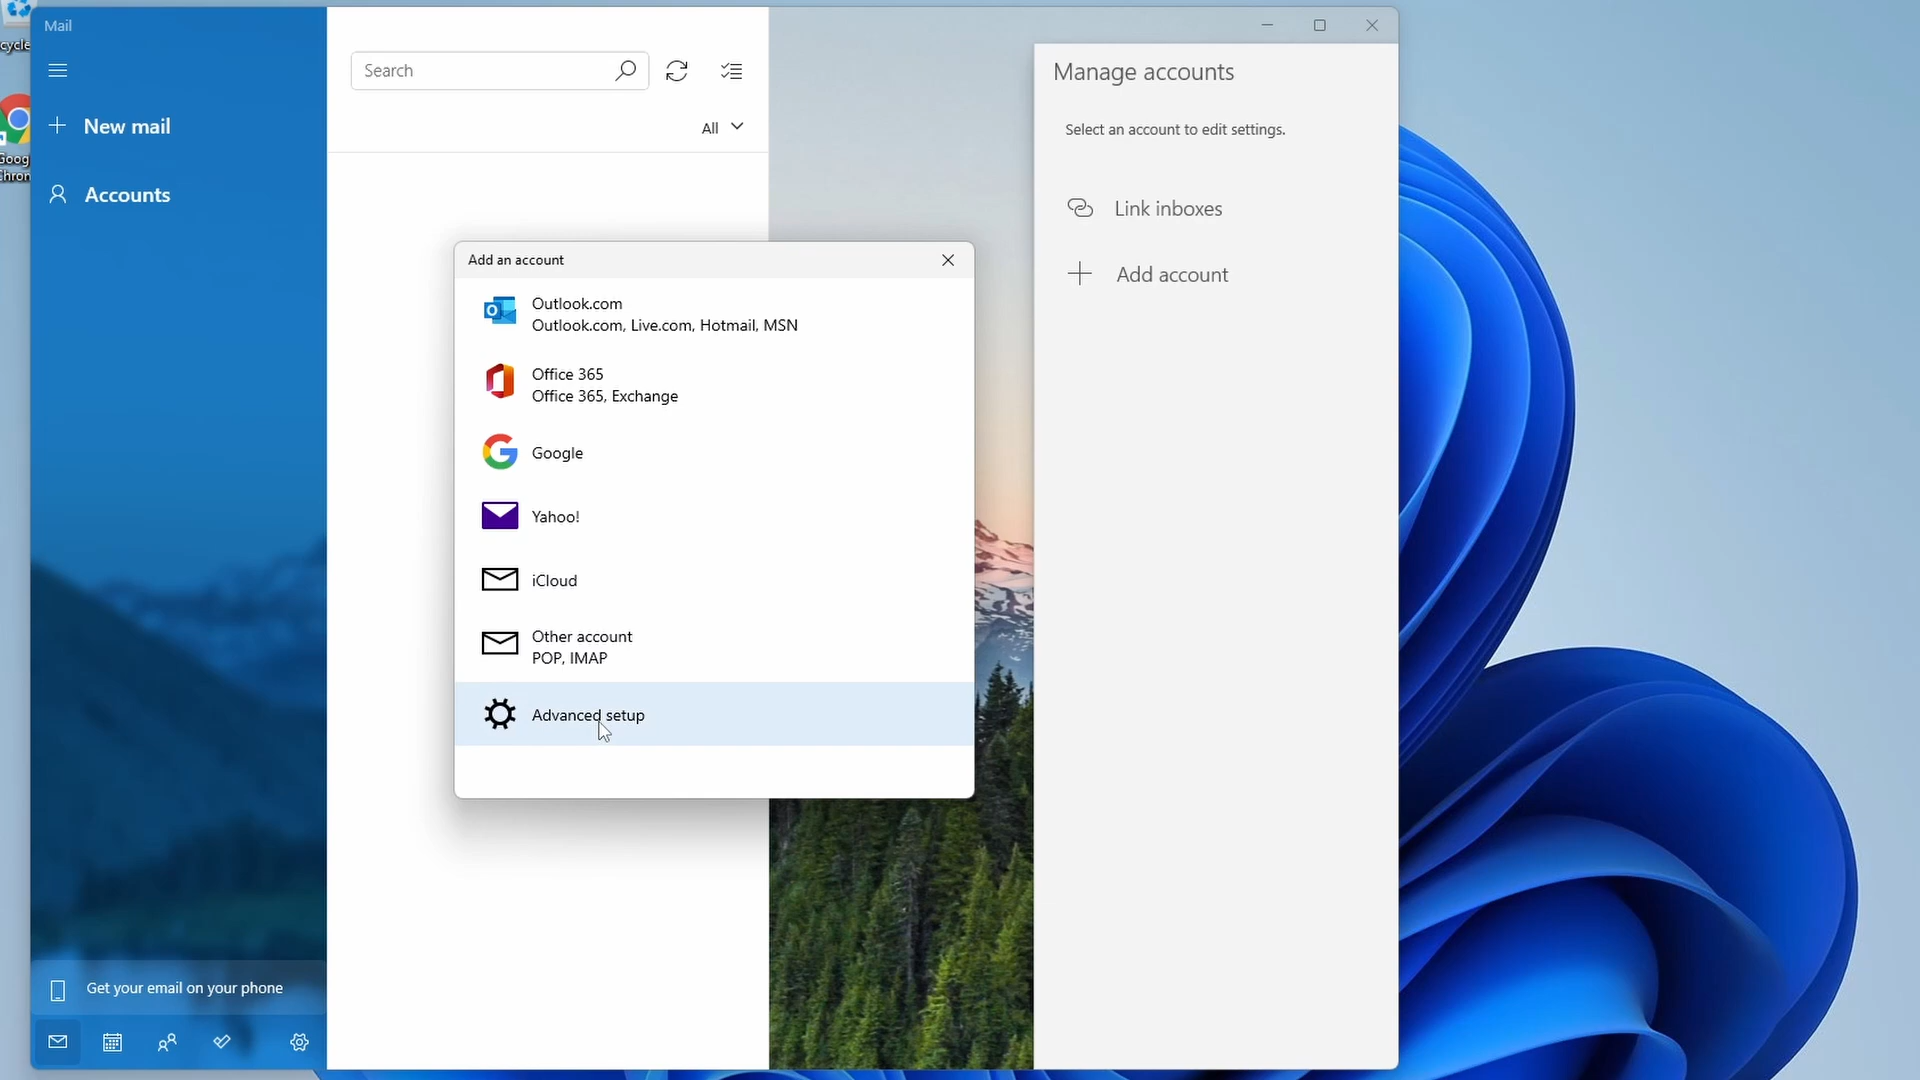 cycle
Goog
Chron
Mail
New mail
Accounts
Get your email on your phone
Search
All
Add an account
Outlook.com
Outlook.com, Live.com, Hotmail, MSN
Office 365
Office 365, Exchange
Google
Yahoo!
iCloud
Other account
POP, IMAP
Advanced setup
Manage accounts
Select an account to edit settings.
Link inboxes
Add account